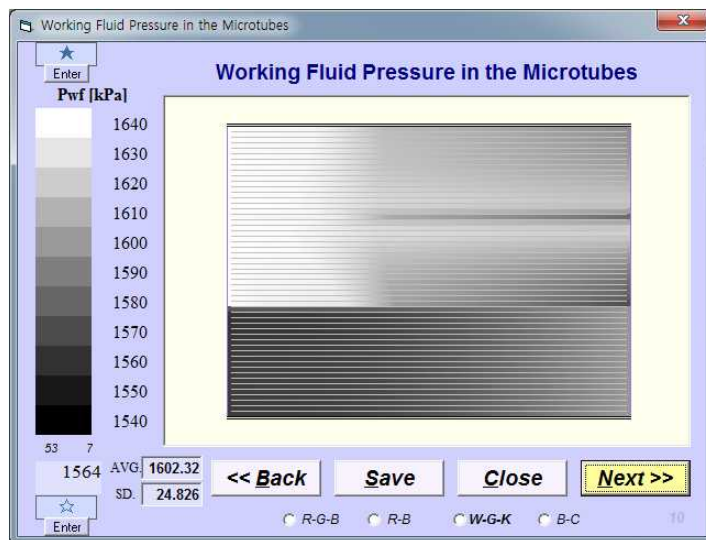 Working Fluid Pressure in the Microtubes
Enter
Working Fluid Pressure in the Microtubes
Pwf [kPa]
1640
1630
1620
1610
1600
1590
1580
1570
1560
1550
1540
53 7
1564
AVG. 1602.32
SD. 24.826
<< Back Save Close Next >>
Enter
R-G-B R-B W-G-K B-C 10